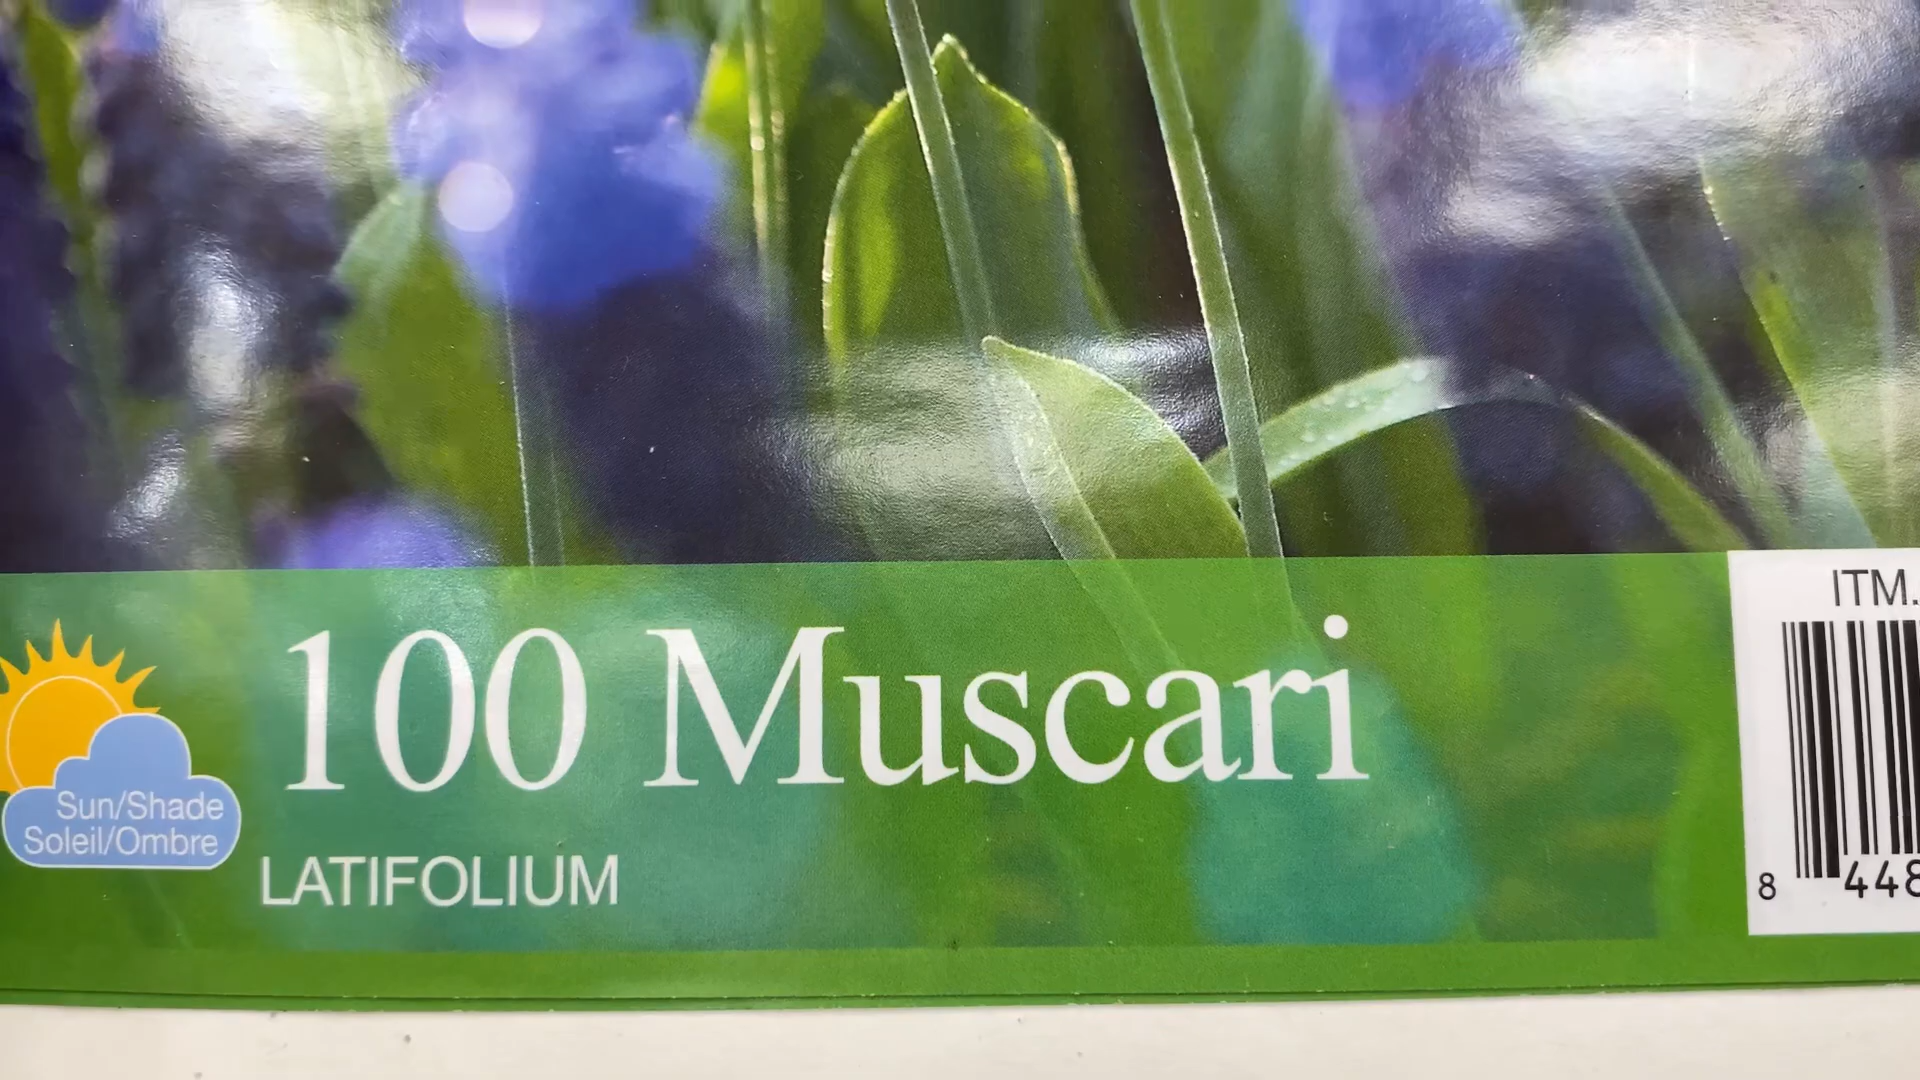 100 Muscari
LATIFOLIUM
Sun/Shade
Soleil/Ombre
ITM.
8 448